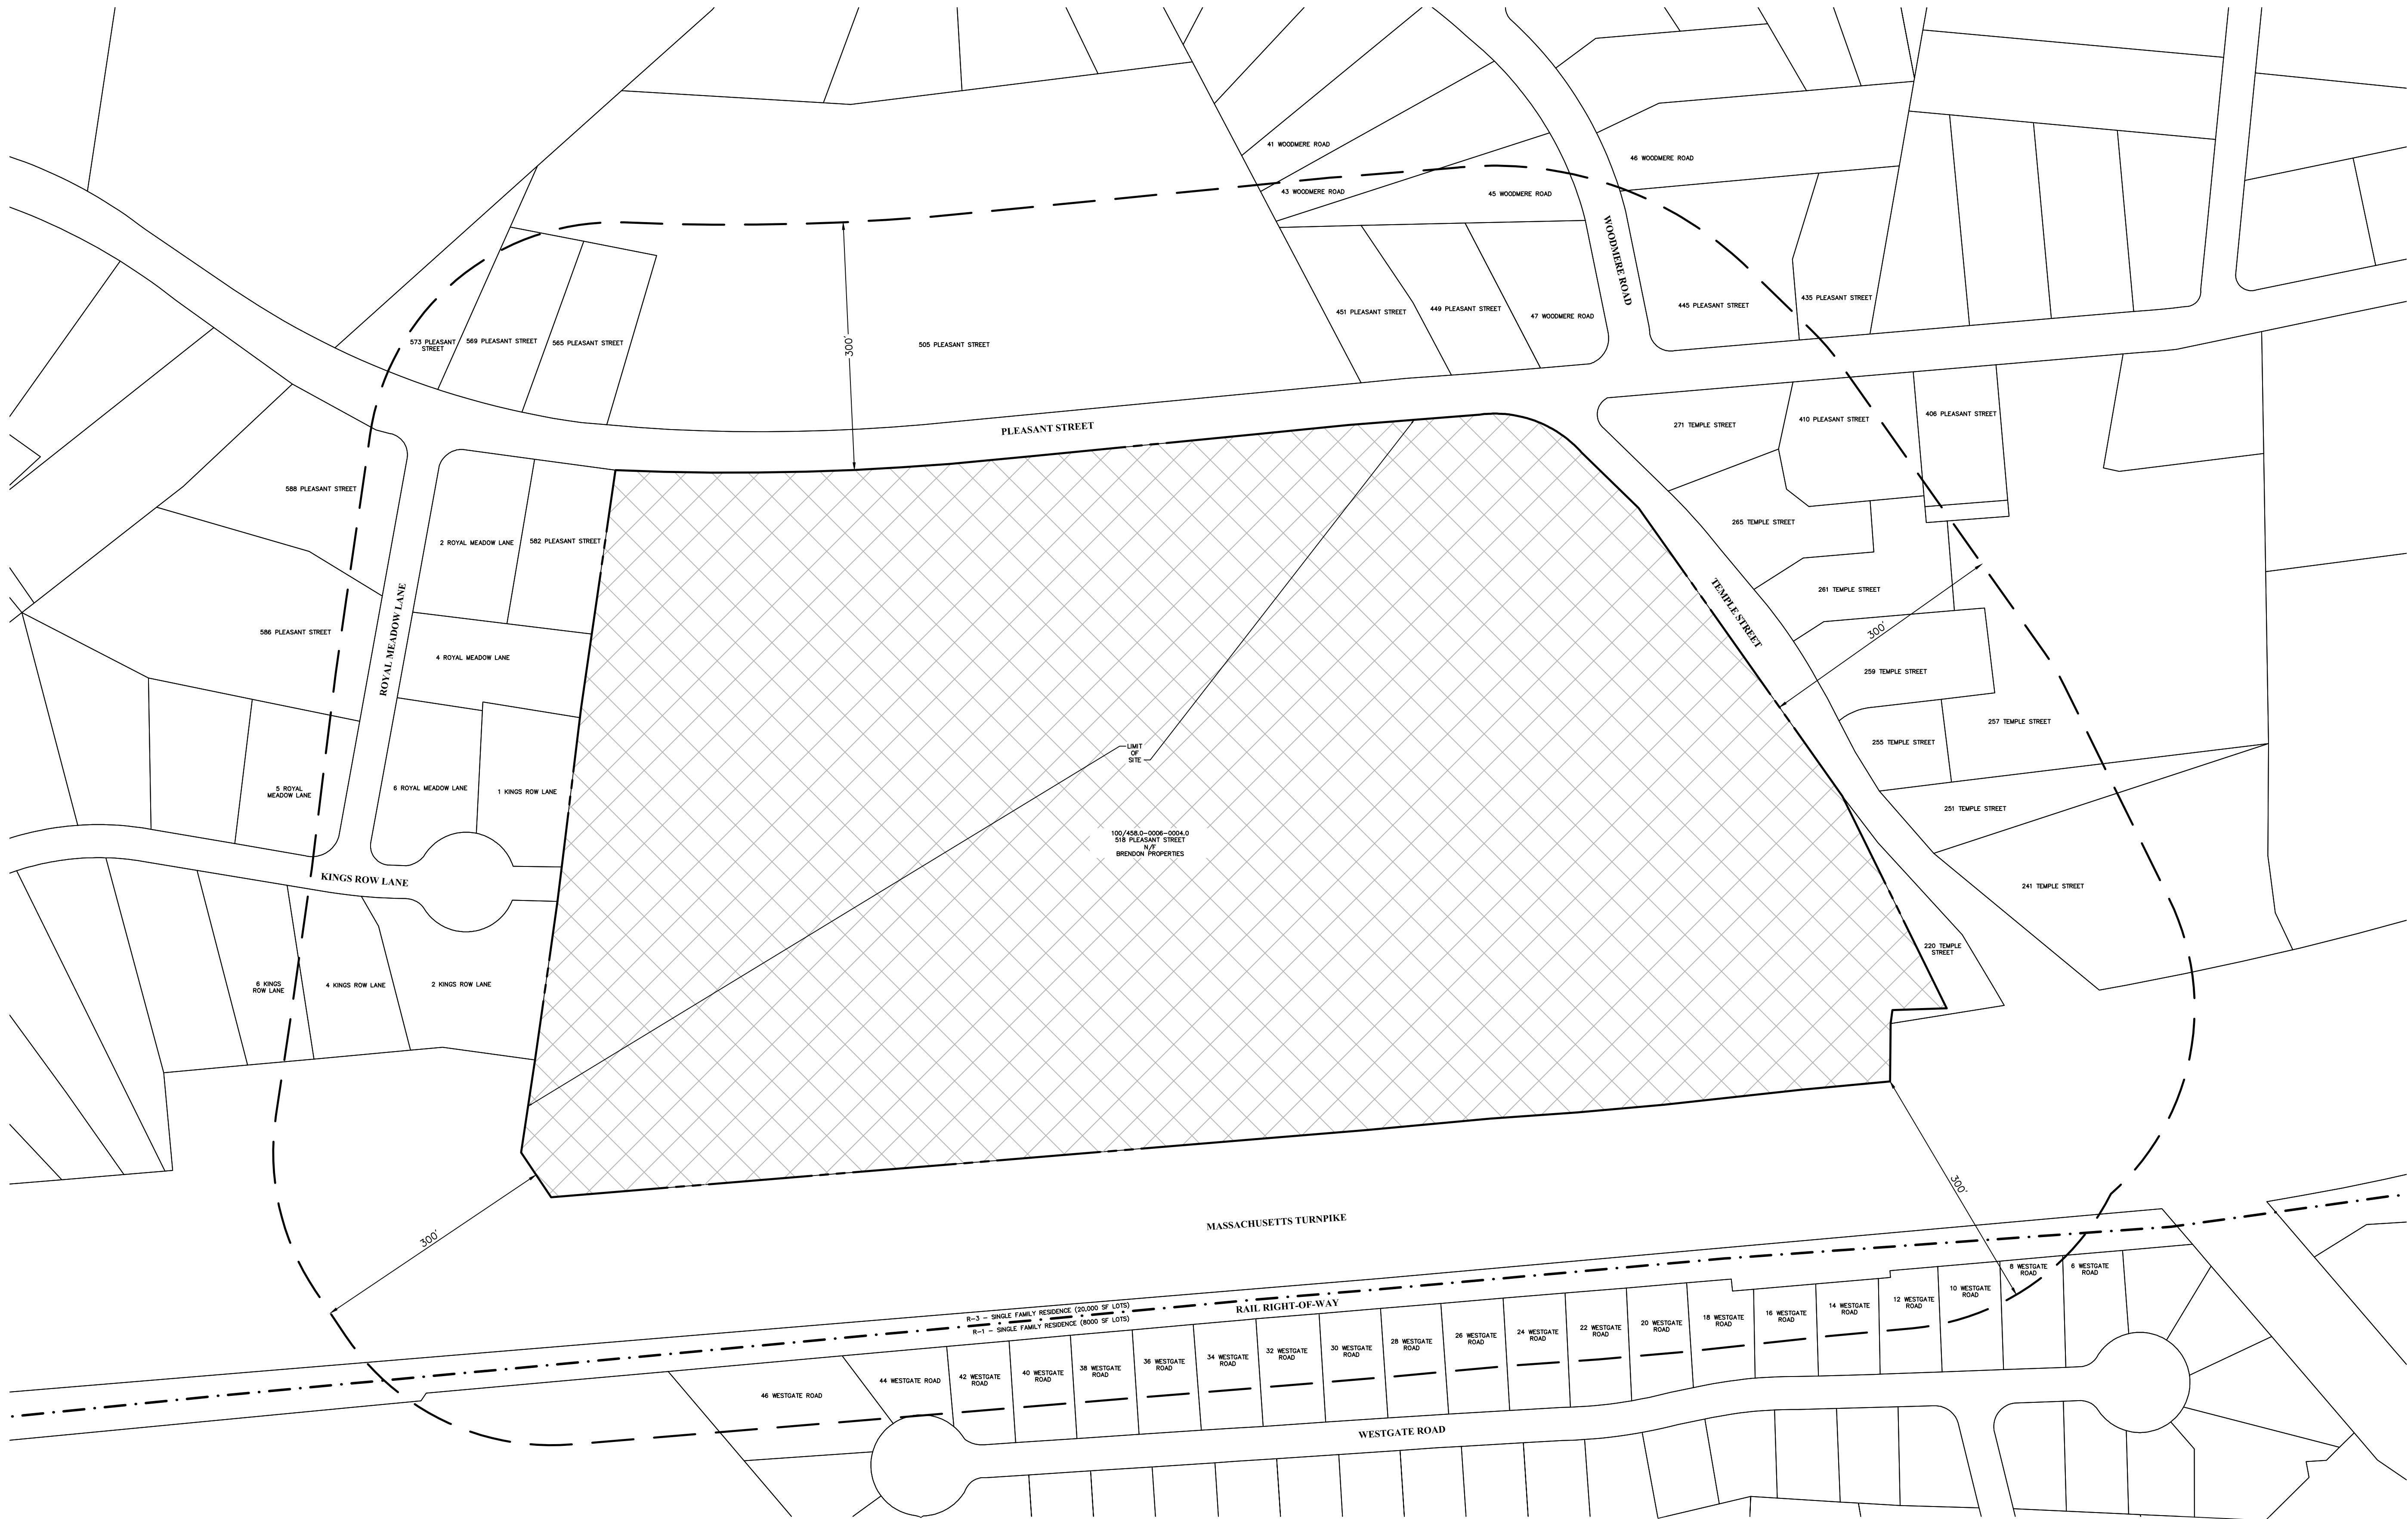 41 WOODMERE ROAD
46 WOODMERE ROAD
43 WOODMERE ROAD
45 WOODMERE ROAD
WOODMERE ROAD
573 PLEASANT
STREET
569 PLEASANT STREET
565 PLEASANT STREET
300'
505 PLEASANT STREET
451 PLEASANT STREET
449 PLEASANT STREET
47 WOODMERE ROAD
445 PLEASANT STREET
435 PLEASANT STREET
PLEASANT STREET
271 TEMPLE STREET
410 PLEASANT STREET
406 PLEASANT STREET
588 PLEASANT STREET
2 ROYAL MEADOW LANE
582 PLEASANT STREET
265 TEMPLE STREET
TEMPLE STREET
261 TEMPLE STREET
300'
586 PLEASANT STREET
ROYAL MEADOW LANE
4 ROYAL MEADOW LANE
259 TEMPLE STREET
257 TEMPLE STREET
255 TEMPLE STREET
LIMIT
OF
SITE
5 ROYAL
MEADOW LANE
6 ROYAL MEADOW LANE
1 KINGS ROW LANE
251 TEMPLE STREET
100/458.0-0006-0004.0
518 PLEASANT STREET
N/F
BRENDON PROPERTIES
KINGS ROW LANE
241 TEMPLE STREET
220 TEMPLE
STREET
6 KINGS
ROW LANE
4 KINGS ROW LANE
2 KINGS ROW LANE
300'
300'
MASSACHUSETTS TURNPIKE
R-3 - SINGLE FAMILY RESIDENCE (20,000 SF LOTS)
R-1 - SINGLE FAMILY RESIDENCE (8000 SF LOTS)
RAIL RIGHT-OF-WAY
46 WESTGATE ROAD
44 WESTGATE ROAD
42 WESTGATE
ROAD
40 WESTGATE
ROAD
38 WESTGATE
ROAD
36 WESTGATE
ROAD
34 WESTGATE
ROAD
32 WESTGATE
ROAD
30 WESTGATE
ROAD
28 WESTGATE
ROAD
26 WESTGATE
ROAD
24 WESTGATE
ROAD
22 WESTGATE
ROAD
20 WESTGATE
ROAD
18 WESTGATE
ROAD
16 WESTGATE
ROAD
14 WESTGATE
ROAD
12 WESTGATE
ROAD
10 WESTGATE
ROAD
8 WESTGATE
ROAD
6 WESTGATE
ROAD
WESTGATE ROAD